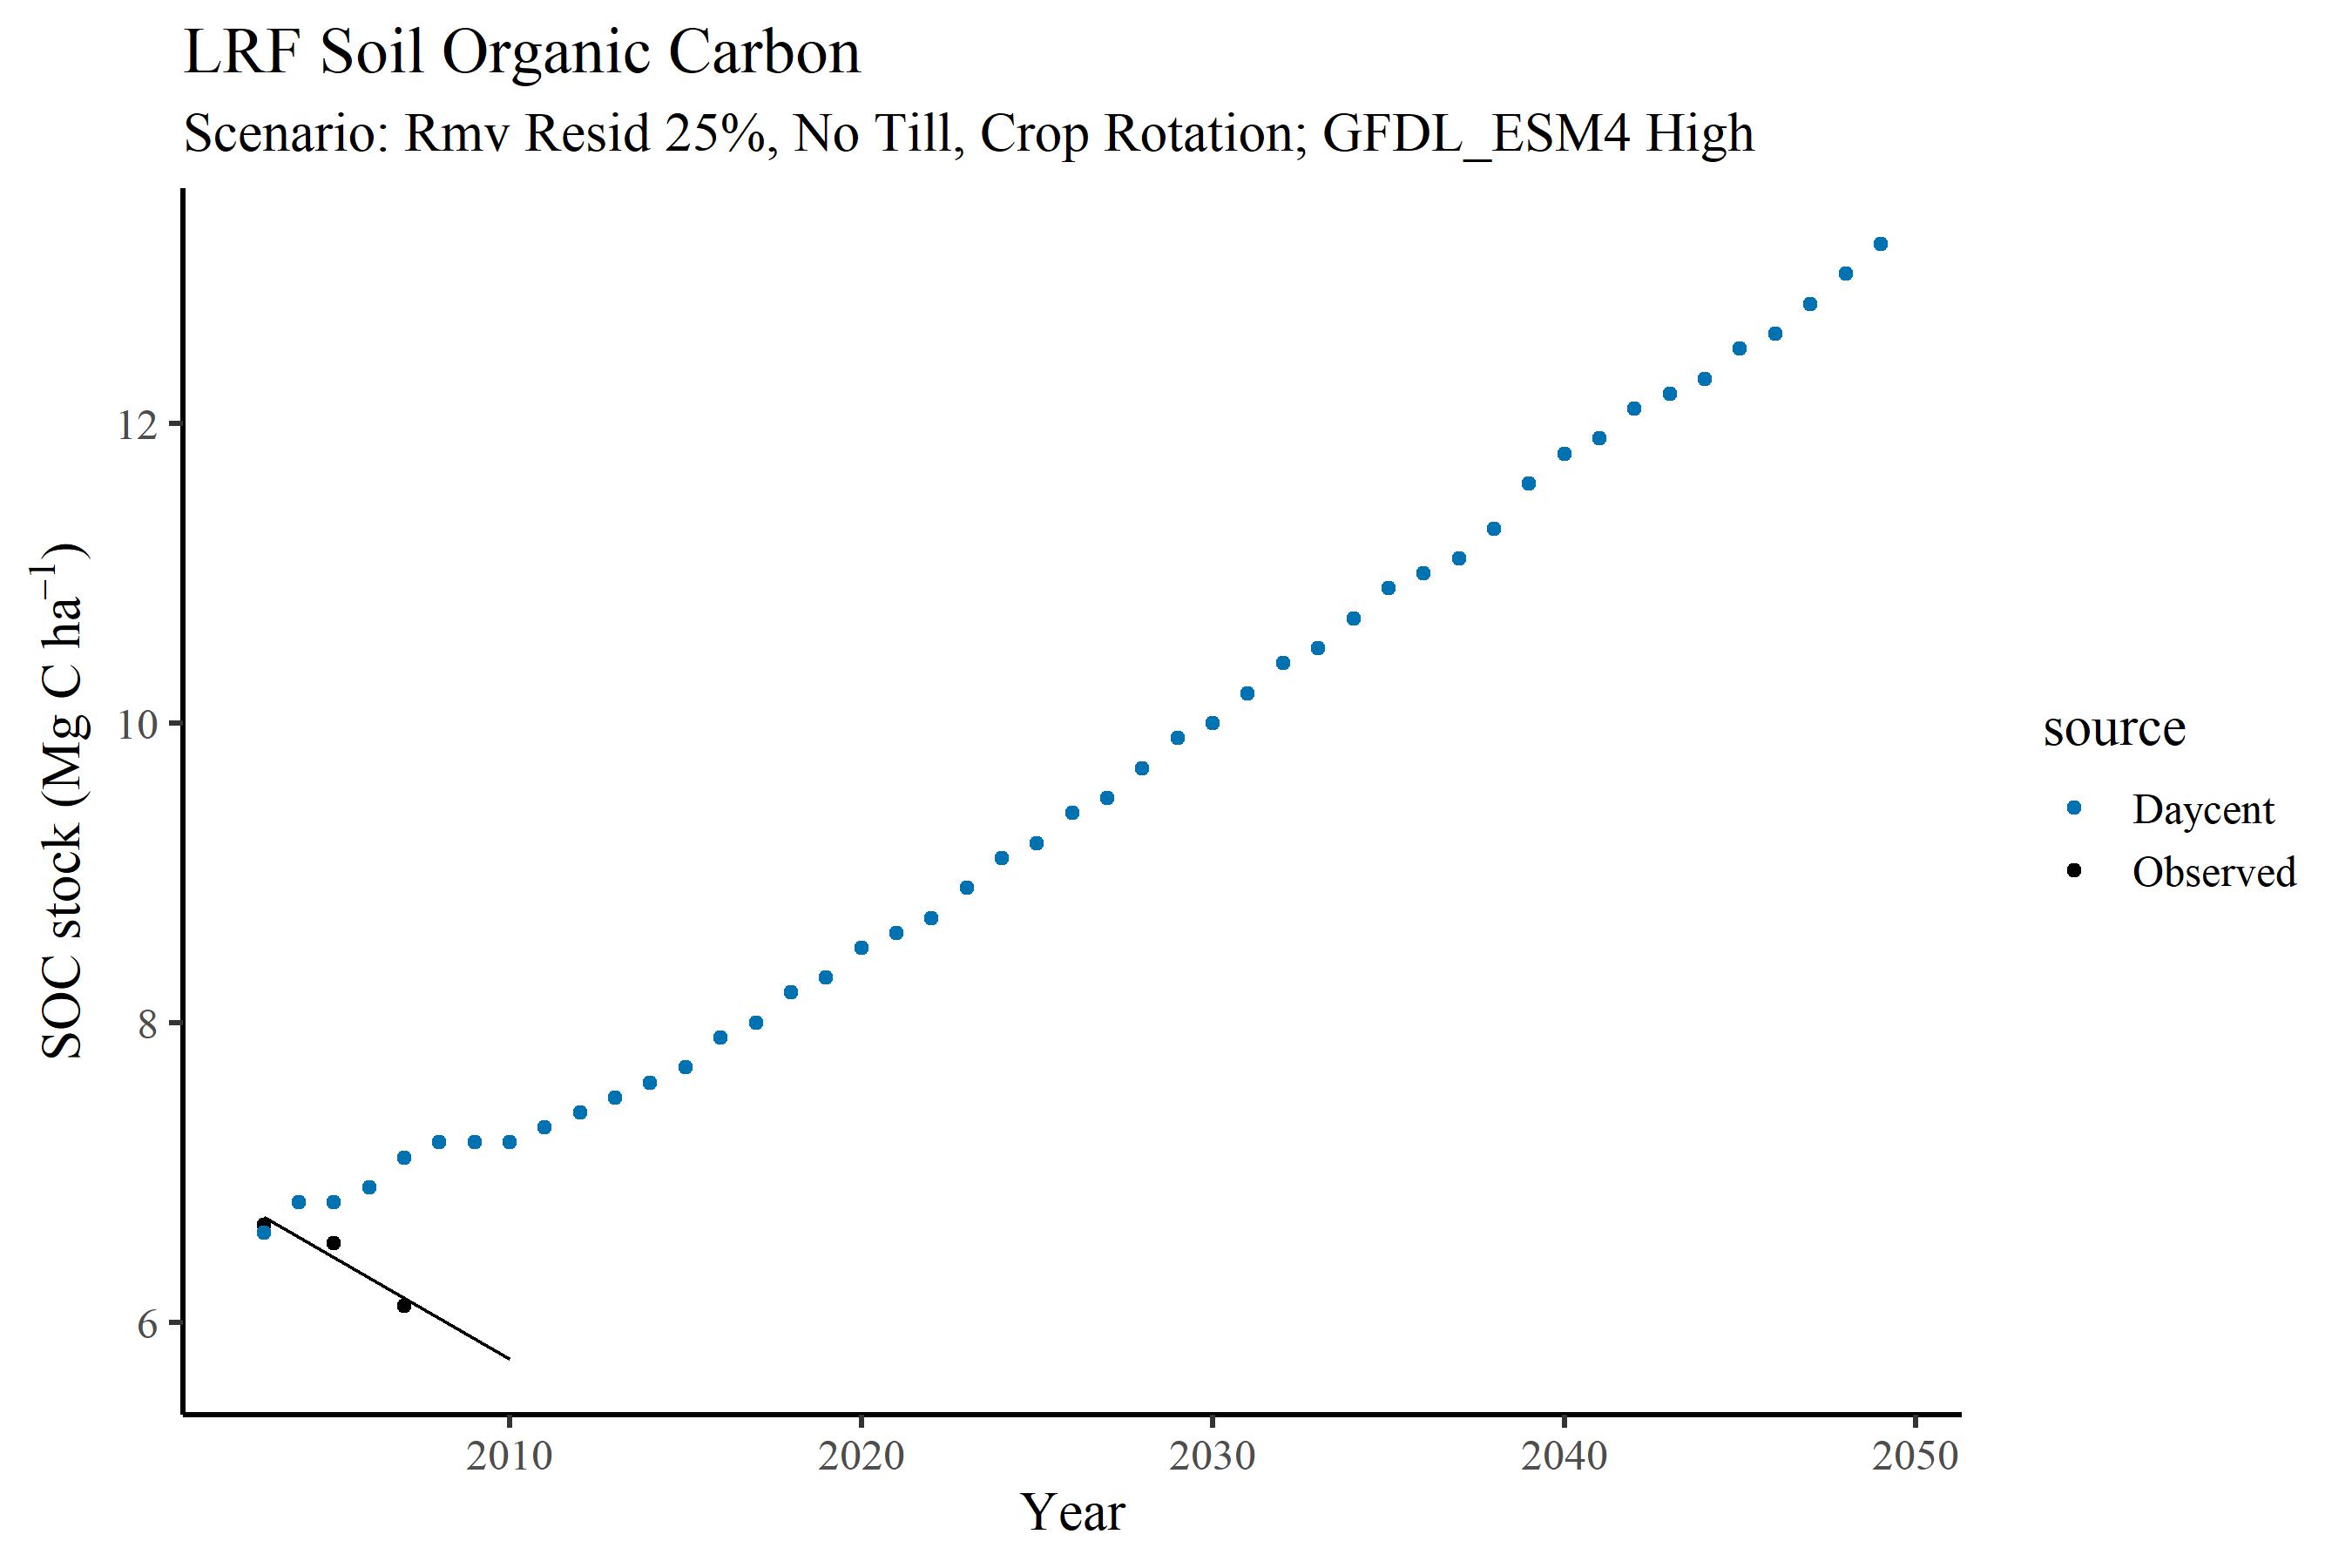 LRF Soil Organic Carbon
Scenario: Rmv Resid 25%, No Till, Crop Rotation; GFDL_ESM4 High
SOC stock (Mg C ha⁻¹)
12
10
8
6
2010 2020 2030 2040 2050
Year
source
Daycent
Observed